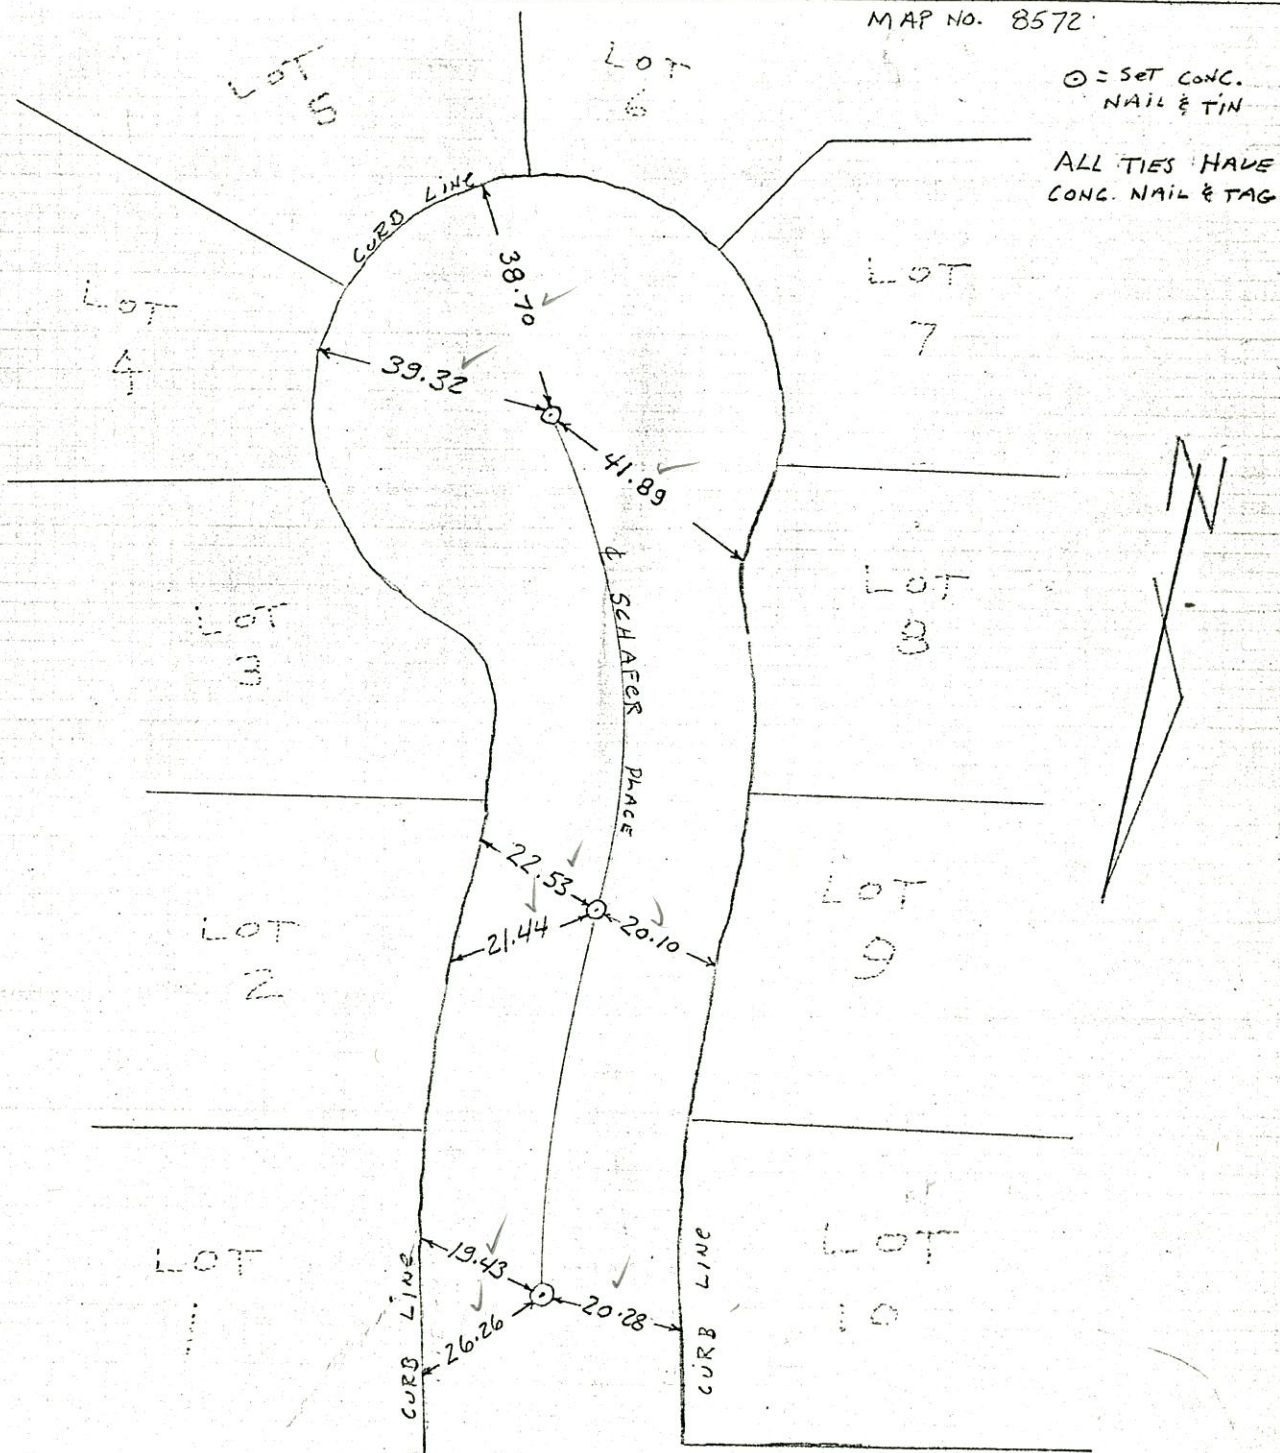 MAP NO. 8572
⊙ = SET CONC.
NAIL & TIN
ALL TIES HAVE
CONC. NAIL & TAG
LOT
5
LOT
6
CURB LINE
38.70
LOT
7
LOT
4
39.32
41.89
N
℄ SCHAFER PLACE
LOT
3
LOT
8
22.53
21.44
20.10
LOT
2
LOT
9
19.43
20.28
26.26
LOT
1
LOT
10
CURB LINE
CURB LINE